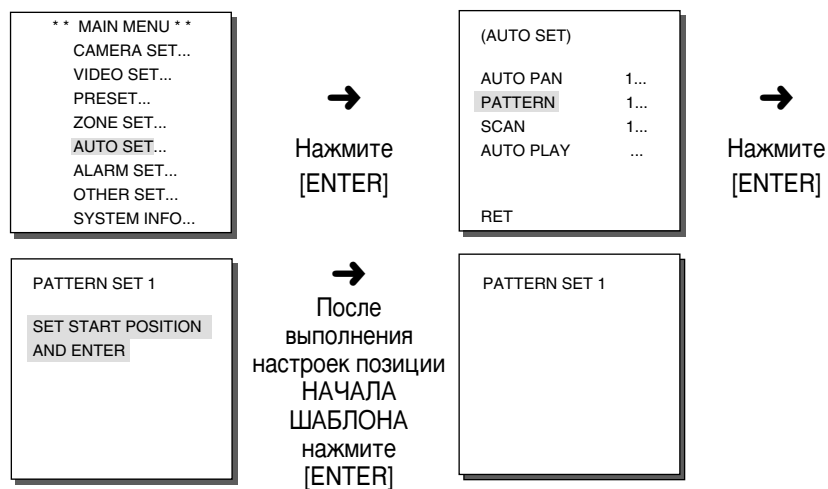 * * MAIN MENU * *
CAMERA SET...
VIDEO SET...
PRESET...
ZONE SET...
AUTO SET...
ALARM SET...
OTHER SET...
SYSTEM INFO...
Нажмите
[ENTER]
(AUTO SET)
AUTO PAN 1...
PATTERN 1...
SCAN 1...
AUTO PLAY ...
RET
Нажмите
[ENTER]
PATTERN SET 1
SET START POSITION
AND ENTER
После
выполнения
настроек позиции
НАЧАЛА
ШАБЛОНА
нажмите
[ENTER]
PATTERN SET 1